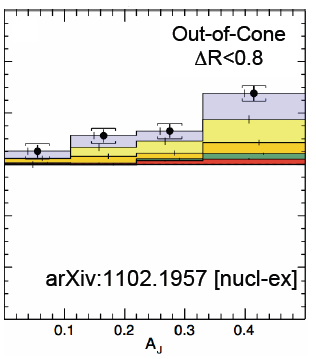 Out-of-Cone
ΔR<0.8
arXiv:1102.1957 [nucl-ex]
0.1 0.2 0.3 0.4
AJ